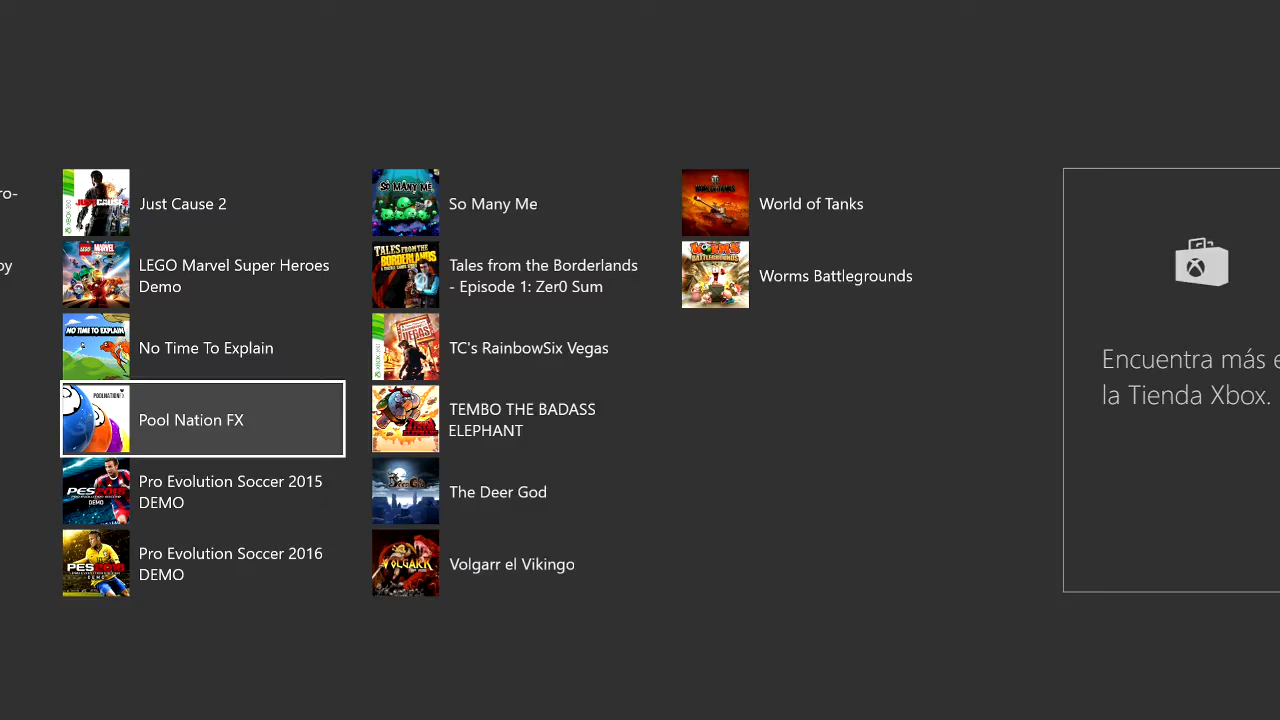 ro-
oy
Just Cause 2
LEGO Marvel Super Heroes
Demo
No Time To Explain
Pool Nation FX
Pro Evolution Soccer 2015
DEMO
Pro Evolution Soccer 2016
DEMO
So Many Me
Tales from the Borderlands
- Episode 1: Zer0 Sum
TC's RainbowSix Vegas
TEMBO THE BADASS
ELEPHANT
The Deer God
Volgarr el Vikingo
World of Tanks
Worms Battlegrounds
Encuentra más e
la Tienda Xbox.